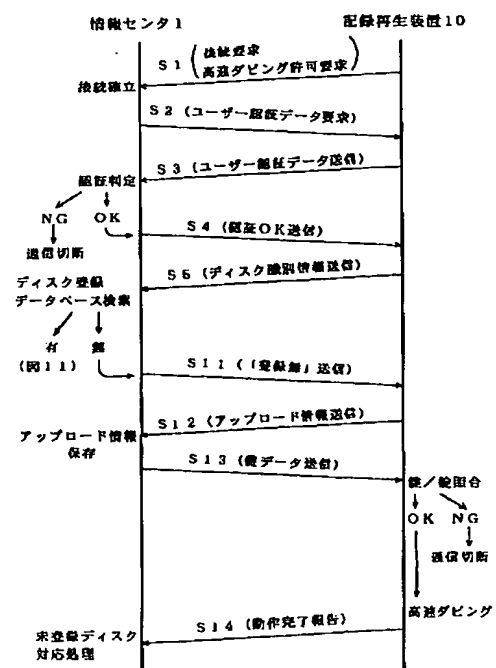 情報センタ1
記録再生装置10
S1 (接続要求
高速ダビング許可要求)
接続確立
S2 (ユーザー認証データ要求)
S3 (ユーザー認証データ送信)
認証判定
NG OK
S4 (認証OK送信)
通信切断
S5 (ディスク識別情報送信)
ディスク登録
データベース検索
有 無
(図11)
S11 (「登録無」送信)
S12 (アップロード情報送信)
アップロード情報
保存
S13 (鍵データ送信)
鍵/錠照合
OK NG
通信切断
高速ダビング
S14 (動作完了報告)
未登録ディスク
対応処理